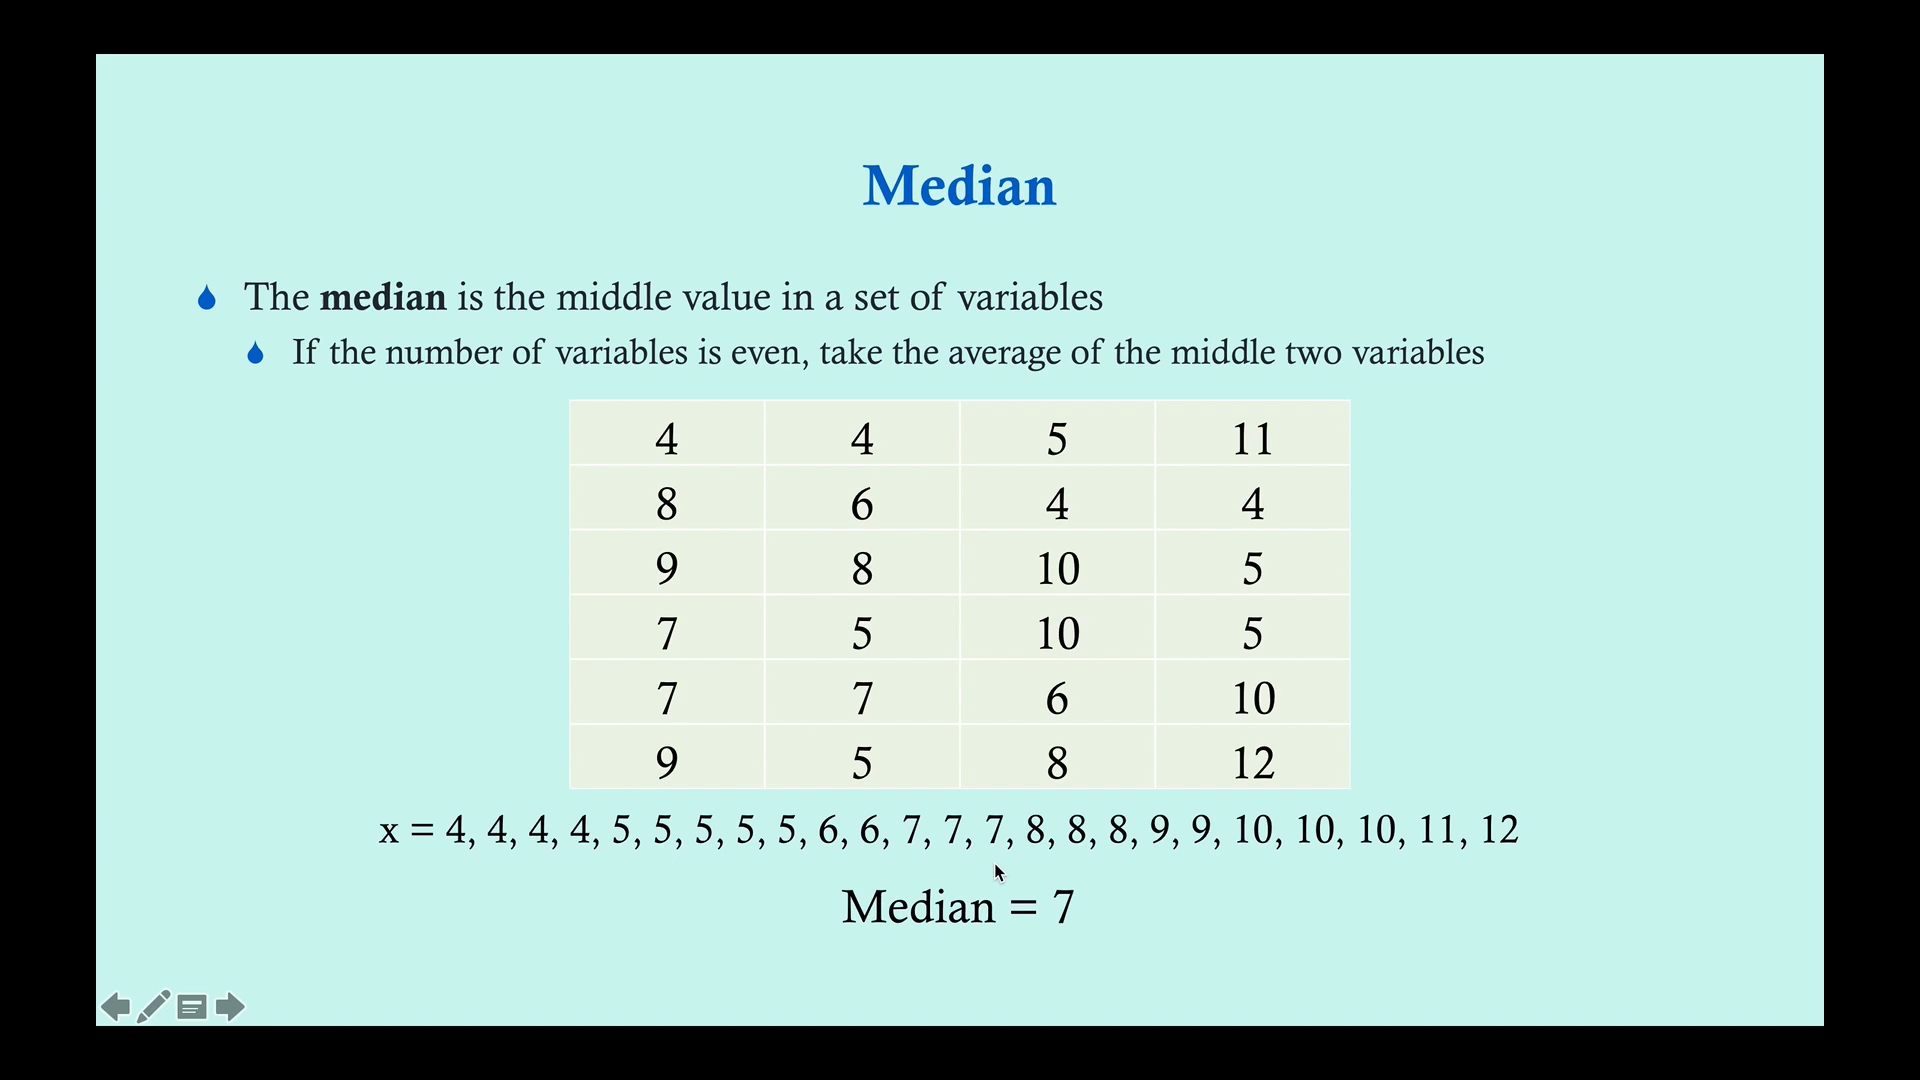 Median
The median is the middle value in a set of variables
If the number of variables is even, take the average of the middle two variables
4 4 5 11
8 6 4 4
9 8 10 5
7 5 10 5
7 7 6 10
9 5 8 12
x = 4, 4, 4, 4, 5, 5, 5, 5, 5, 6, 6, 7, 7, 7, 8, 8, 8, 9, 9, 10, 10, 10, 11, 12
Median = 7